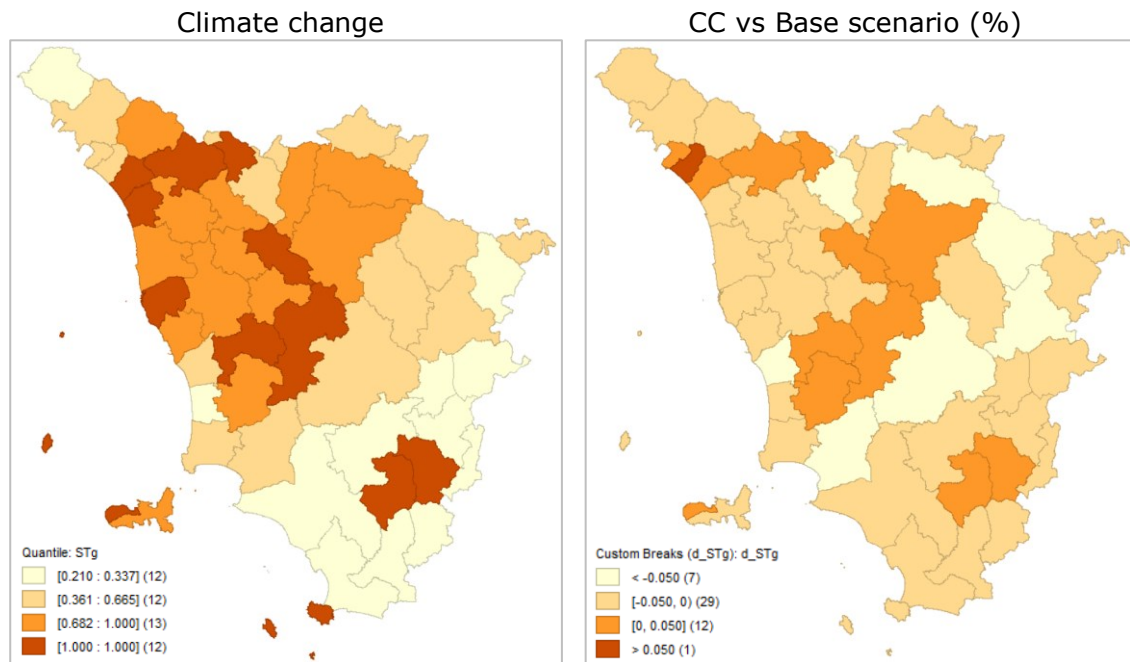 Climate change
CC vs Base scenario (%)
Quantile: STg
[0.210 : 0.337] (12)
[0.361 : 0.665] (12)
[0.682 : 1.000] (13)
[1.000 : 1.000] (12)
Custom Breaks (d_STg): d_STg
< -0.050 (7)
[-0.050, 0) (29)
[0, 0.050] (12)
> 0.050 (1)